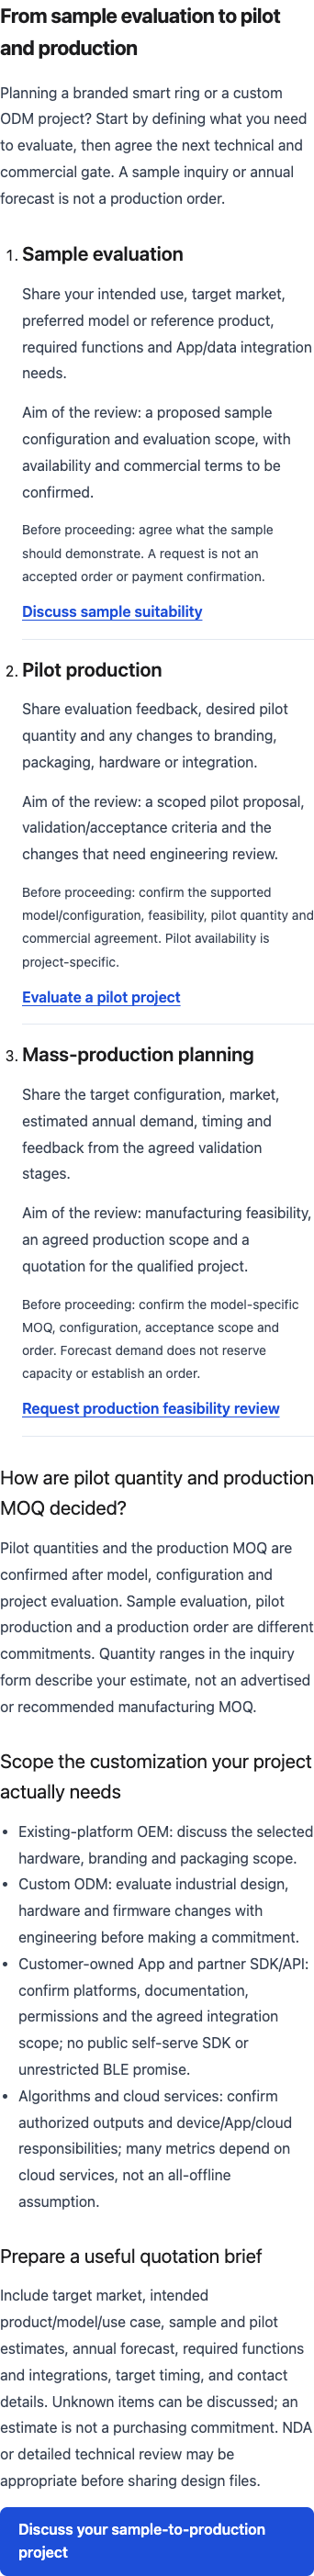 From sample evaluation to pilot
and production
Planning a branded smart ring or a custom
ODM project? Start by defining what you need
to evaluate, then agree the next technical and
commercial gate. A sample inquiry or annual
forecast is not a production order.
1. Sample evaluation
Share your intended use, target market,
preferred model or reference product,
required functions and App/data integration
needs.
Aim of the review: a proposed sample
configuration and evaluation scope, with
availability and commercial terms to be
confirmed.
Before proceeding: agree what the sample
should demonstrate. A request is not an
accepted order or payment confirmation.
Discuss sample suitability
2. Pilot production
Share evaluation feedback, desired pilot
quantity and any changes to branding,
packaging, hardware or integration.
Aim of the review: a scoped pilot proposal,
validation/acceptance criteria and the
changes that need engineering review.
Before proceeding: confirm the supported
model/configuration, feasibility, pilot quantity and
commercial agreement. Pilot availability is
project-specific.
Evaluate a pilot project
3. Mass-production planning
Share the target configuration, market,
estimated annual demand, timing and
feedback from the agreed validation
stages.
Aim of the review: manufacturing feasibility,
an agreed production scope and a
quotation for the qualified project.
Before proceeding: confirm the model-specific
MOQ, configuration, acceptance scope and
order. Forecast demand does not reserve
capacity or establish an order.
Request production feasibility review
How are pilot quantity and production
MOQ decided?
Pilot quantities and the production MOQ are
confirmed after model, configuration and
project evaluation. Sample evaluation, pilot
production and a production order are different
commitments. Quantity ranges in the inquiry
form describe your estimate, not an advertised
or recommended manufacturing MOQ.
Scope the customization your project
actually needs
• Existing-platform OEM: discuss the selected
hardware, branding and packaging scope.
• Custom ODM: evaluate industrial design,
hardware and firmware changes with
engineering before making a commitment.
• Customer-owned App and partner SDK/API:
confirm platforms, documentation,
permissions and the agreed integration
scope; no public self-serve SDK or
unrestricted BLE promise.
• Algorithms and cloud services: confirm
authorized outputs and device/App/cloud
responsibilities; many metrics depend on
cloud services, not an all-offline
assumption.
Prepare a useful quotation brief
Include target market, intended
product/model/use case, sample and pilot
estimates, annual forecast, required functions
and integrations, target timing, and contact
details. Unknown items can be discussed; an
estimate is not a purchasing commitment. NDA
or detailed technical review may be
appropriate before sharing design files.
Discuss your sample-to-production
project